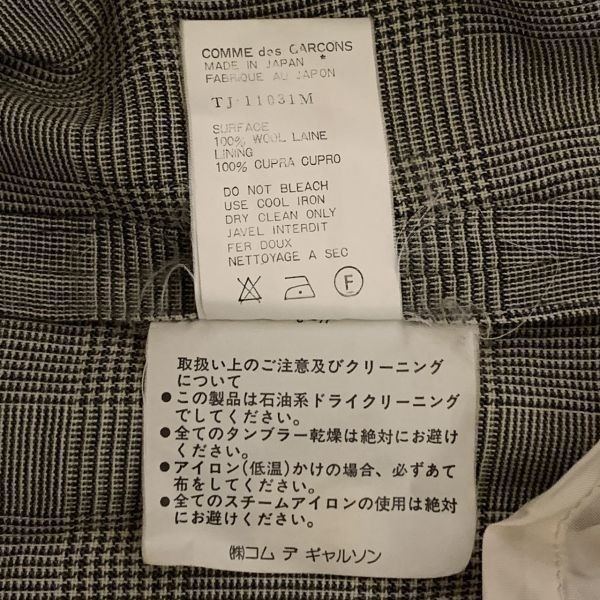 COMME des GARCONS
MADE IN JAPAN *
FABRIQUE AU JAPON
TJ-11031M
SURFACE
100% WOOL LAINE
LINING
100% CUPRA CUPRO
DO NOT BLEACH
USE COOL IRON
DRY CLEAN ONLY
JAVEL INTERDIT
FER DOUX
NETTOYAGE A SEC
F
取扱い上のご注意及びクリーニング
について
●この製品は石油系ドライクリーニング
でしてください。
●全てのタンブラー乾燥は絶対にお避け
ください。
●アイロン(低温)かけの場合、必ずあて
布をしてください。
●全てのスチームアイロンの使用は絶対
にお避けください。
㈱コム デ ギャルソン